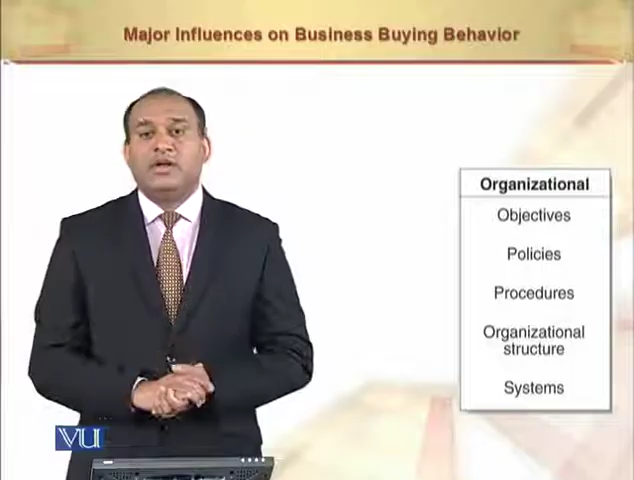 Major Influences on Business Buying Behavior
Organizational
Objectives
Policies
Procedures
Organizational
structure
Systems
VU